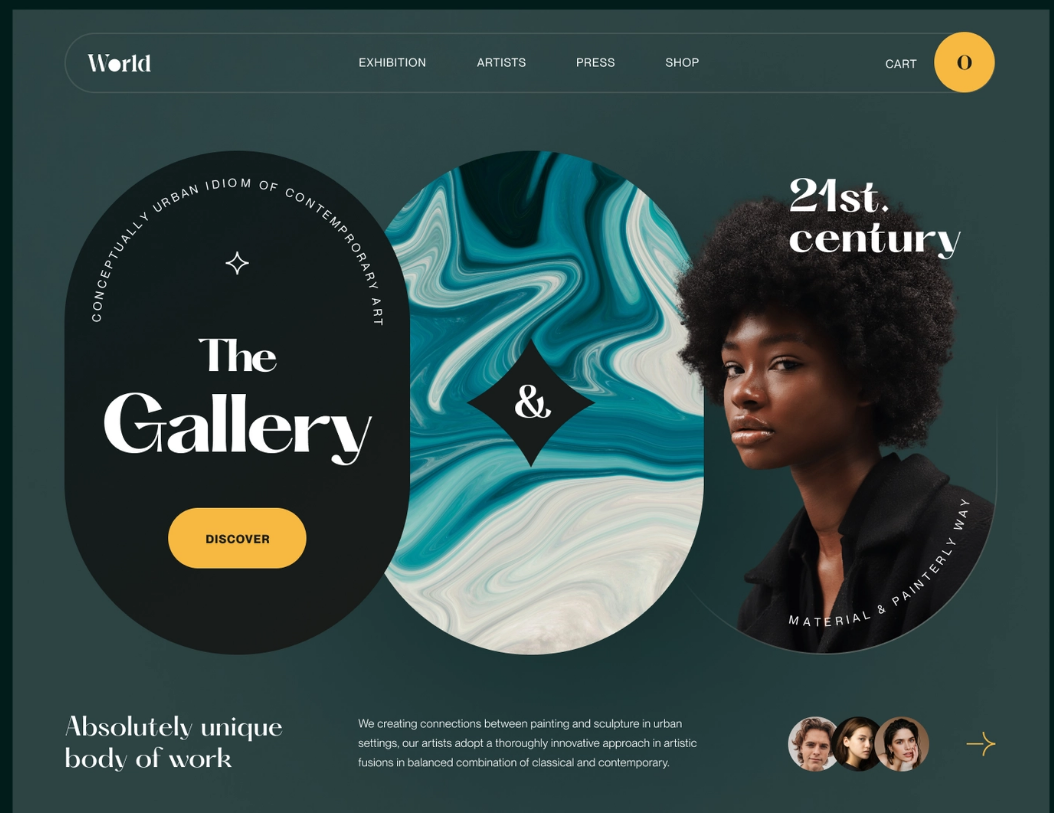 World
EXHIBITION
ARTISTS
PRESS
SHOP
CART
0
CONCEPTUALLY URBAN IDIOM OF CONTEMPRORARY ART
The
Gallery
DISCOVER
&
21st.
century
MATERIAL & PAINTERLY WAY
Absolutely unique
body of work
We creating connections between painting and sculpture in urban
settings, our artists adopt a thoroughly innovative approach in artistic
fusions in balanced combination of classical and contemporary.